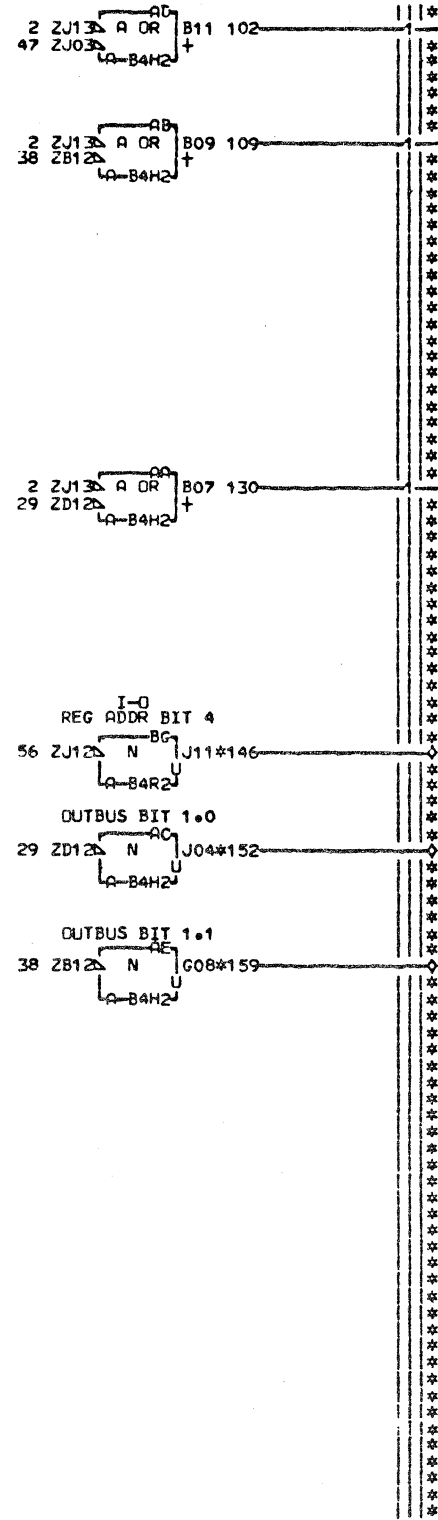 AD
2 ZJ13 A OR B11 102
47 ZJ03 +
A-B4H2
AB
2 ZJ13 A OR B09 109
38 ZB12 +
A-B4H2
AA
2 ZJ13 A OR B07 130
29 ZD12 +
A-B4H2
I-O
REG ADDR BIT 4
BG
56 ZJ12 N J11*146
U
A-B4R2
OUTBUS BIT 1.0
AC
29 ZD12 N J04*152
U
A-B4H2
OUTBUS BIT 1.1
AE
38 ZB12 N G08*159
U
A-B4H2